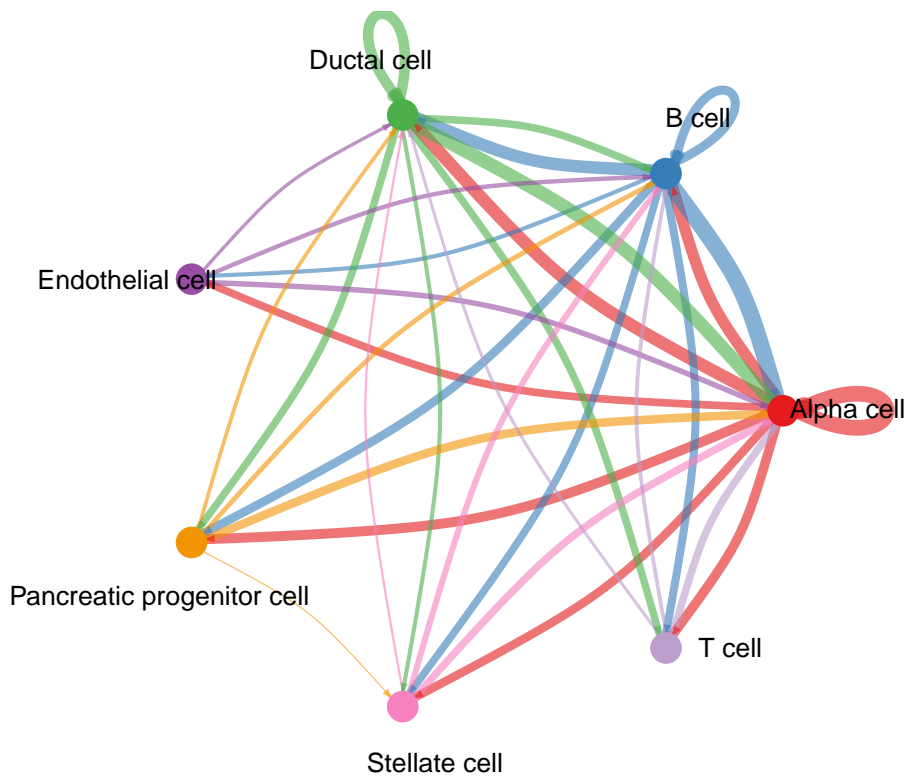 Ductal cell
B cell
Endothelial cell
Alpha cell
Pancreatic progenitor cell
T cell
Stellate cell